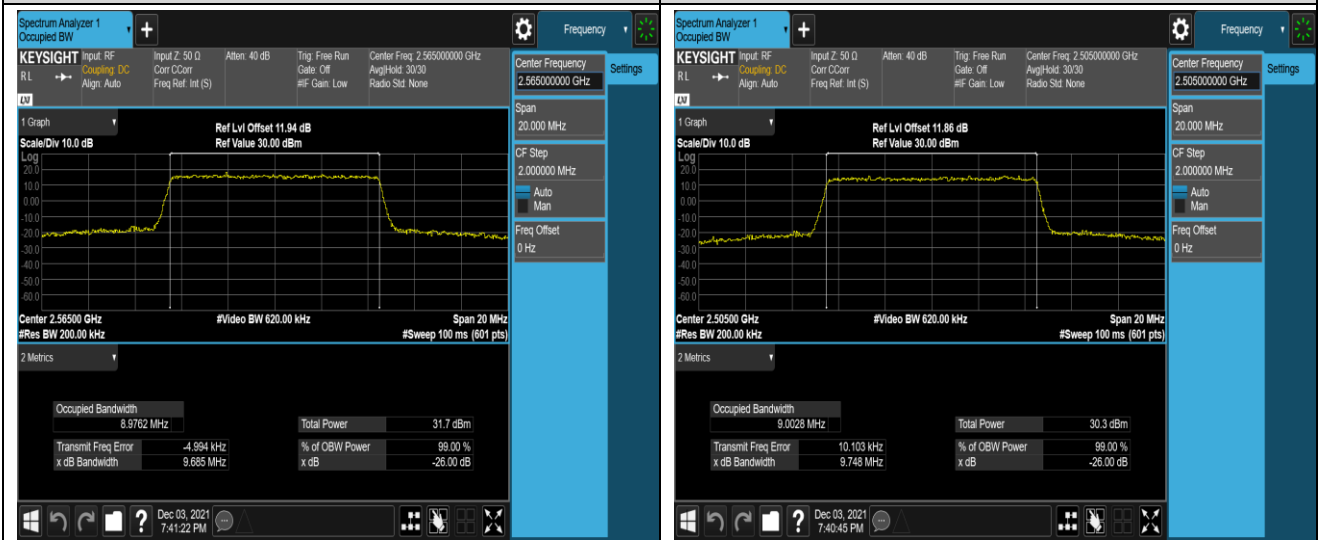 Spectrum Analyzer 1
Occupied BW
+
Frequency
KEYSIGHT
R L
LXI
Input: RF
Coupling: DC
Align: Auto
Input Z: 50 Ω
Corr CCorr
Freq Ref: Int (S)
Atten: 40 dB
Trig: Free Run
Gate: Off
#IF Gain: Low
Center Freq: 2.565000000 GHz
Avg|Hold: 30/30
Radio Std: None
Center Frequency
2.565000000 GHz
Settings
Span
20.000 MHz
CF Step
2.000000 MHz
Auto
Man
Freq Offset
0 Hz
1 Graph
Scale/Div 10.0 dB
Ref Lvl Offset 11.94 dB
Ref Value 30.00 dBm
Log
20.0
10.0
0.00
-10.0
-20.0
-30.0
-40.0
-50.0
-60.0
Center 2.56500 GHz
#Video BW 620.00 kHz
Span 20 MHz
#Res BW 200.00 kHz
#Sweep 100 ms (601 pts)
2 Metrics
Occupied Bandwidth
8.9762 MHz
Total Power 31.7 dBm
Transmit Freq Error -4.994 kHz
% of OBW Power 99.00 %
x dB Bandwidth 9.685 MHz
x dB -26.00 dB
?
Dec 03, 2021
7:41:22 PM
Spectrum Analyzer 1
Occupied BW
+
Frequency
KEYSIGHT
R L
LXI
Input: RF
Coupling: DC
Align: Auto
Input Z: 50 Ω
Corr CCorr
Freq Ref: Int (S)
Atten: 40 dB
Trig: Free Run
Gate: Off
#IF Gain: Low
Center Freq: 2.505000000 GHz
Avg|Hold: 30/30
Radio Std: None
Center Frequency
2.505000000 GHz
Settings
Span
20.000 MHz
CF Step
2.000000 MHz
Auto
Man
Freq Offset
0 Hz
1 Graph
Scale/Div 10.0 dB
Ref Lvl Offset 11.86 dB
Ref Value 30.00 dBm
Log
20.0
10.0
0.00
-10.0
-20.0
-30.0
-40.0
-50.0
-60.0
Center 2.50500 GHz
#Video BW 620.00 kHz
Span 20 MHz
#Res BW 200.00 kHz
#Sweep 100 ms (601 pts)
2 Metrics
Occupied Bandwidth
9.0028 MHz
Total Power 30.3 dBm
Transmit Freq Error 10.103 kHz
% of OBW Power 99.00 %
x dB Bandwidth 9.748 MHz
x dB -26.00 dB
?
Dec 03, 2021
7:40:45 PM